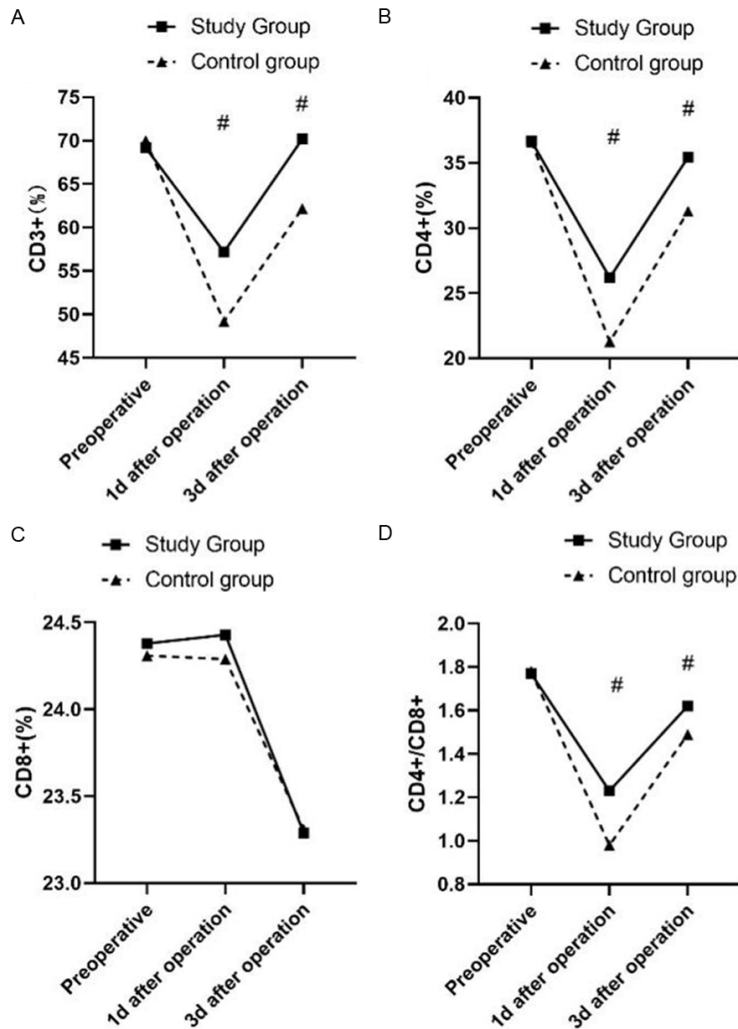 A
Study Group
Control group
#
#
75
70
65
60
55
50
45
CD3+(%)
Preoperative
1d after operation
3d after operation
B
Study Group
Control group
#
#
40
35
30
25
20
CD4+(%)
Preoperative
1d after operation
3d after operation
C
Study Group
Control group
24.5
24.0
23.5
23.0
CD8+(%)
Preoperative
1d after operation
3d after operation
D
Study Group
Control group
#
#
2.0
1.8
1.6
1.4
1.2
1.0
0.8
CD4+/CD8+
Preoperative
1d after operation
3d after operation